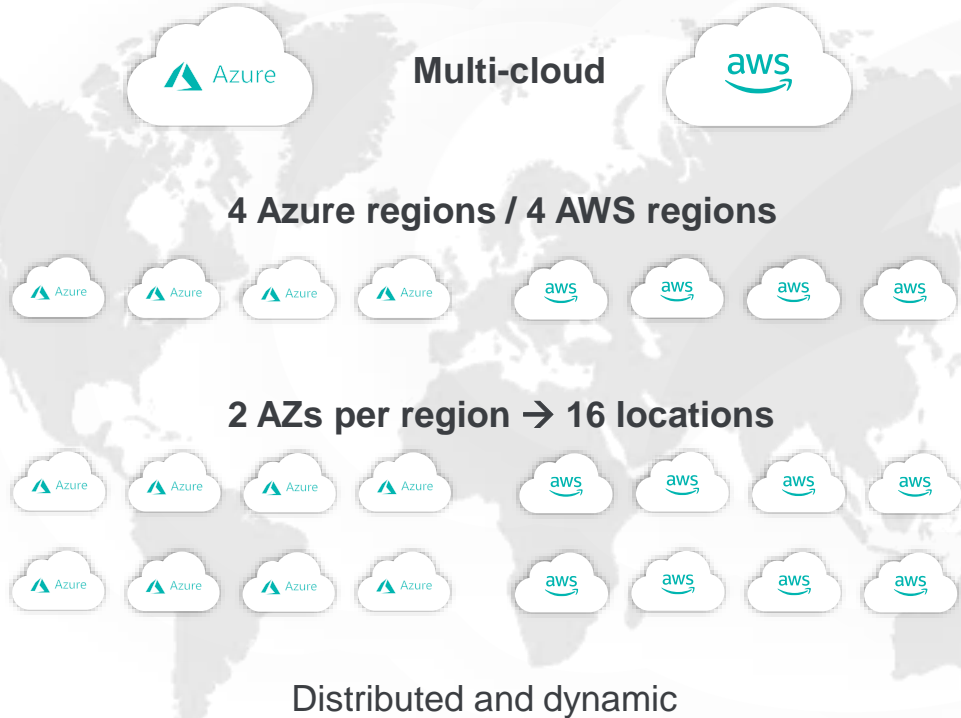 Azure Multi-cloud aws
4 Azure regions / 4 AWS regions
Azure Azure Azure Azure aws aws aws aws
2 AZs per region → 16 locations
Azure Azure Azure Azure aws aws aws aws
Azure Azure Azure Azure aws aws aws aws
Distributed and dynamic